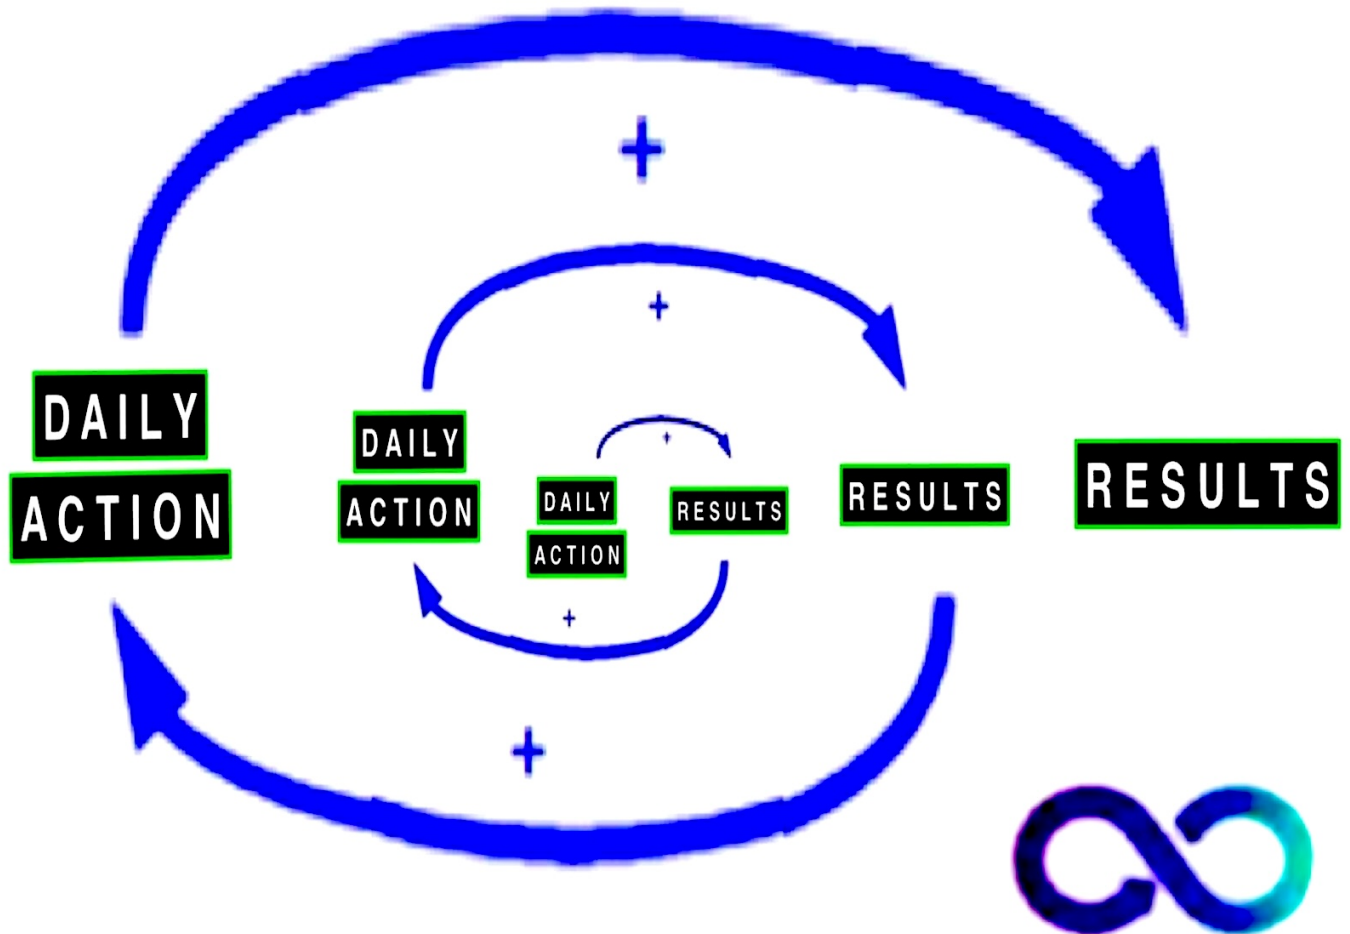 +
+
+
DAILY
ACTION
DAILY
ACTION
DAILY
ACTION
RESULTS
RESULTS
RESULTS
+
+